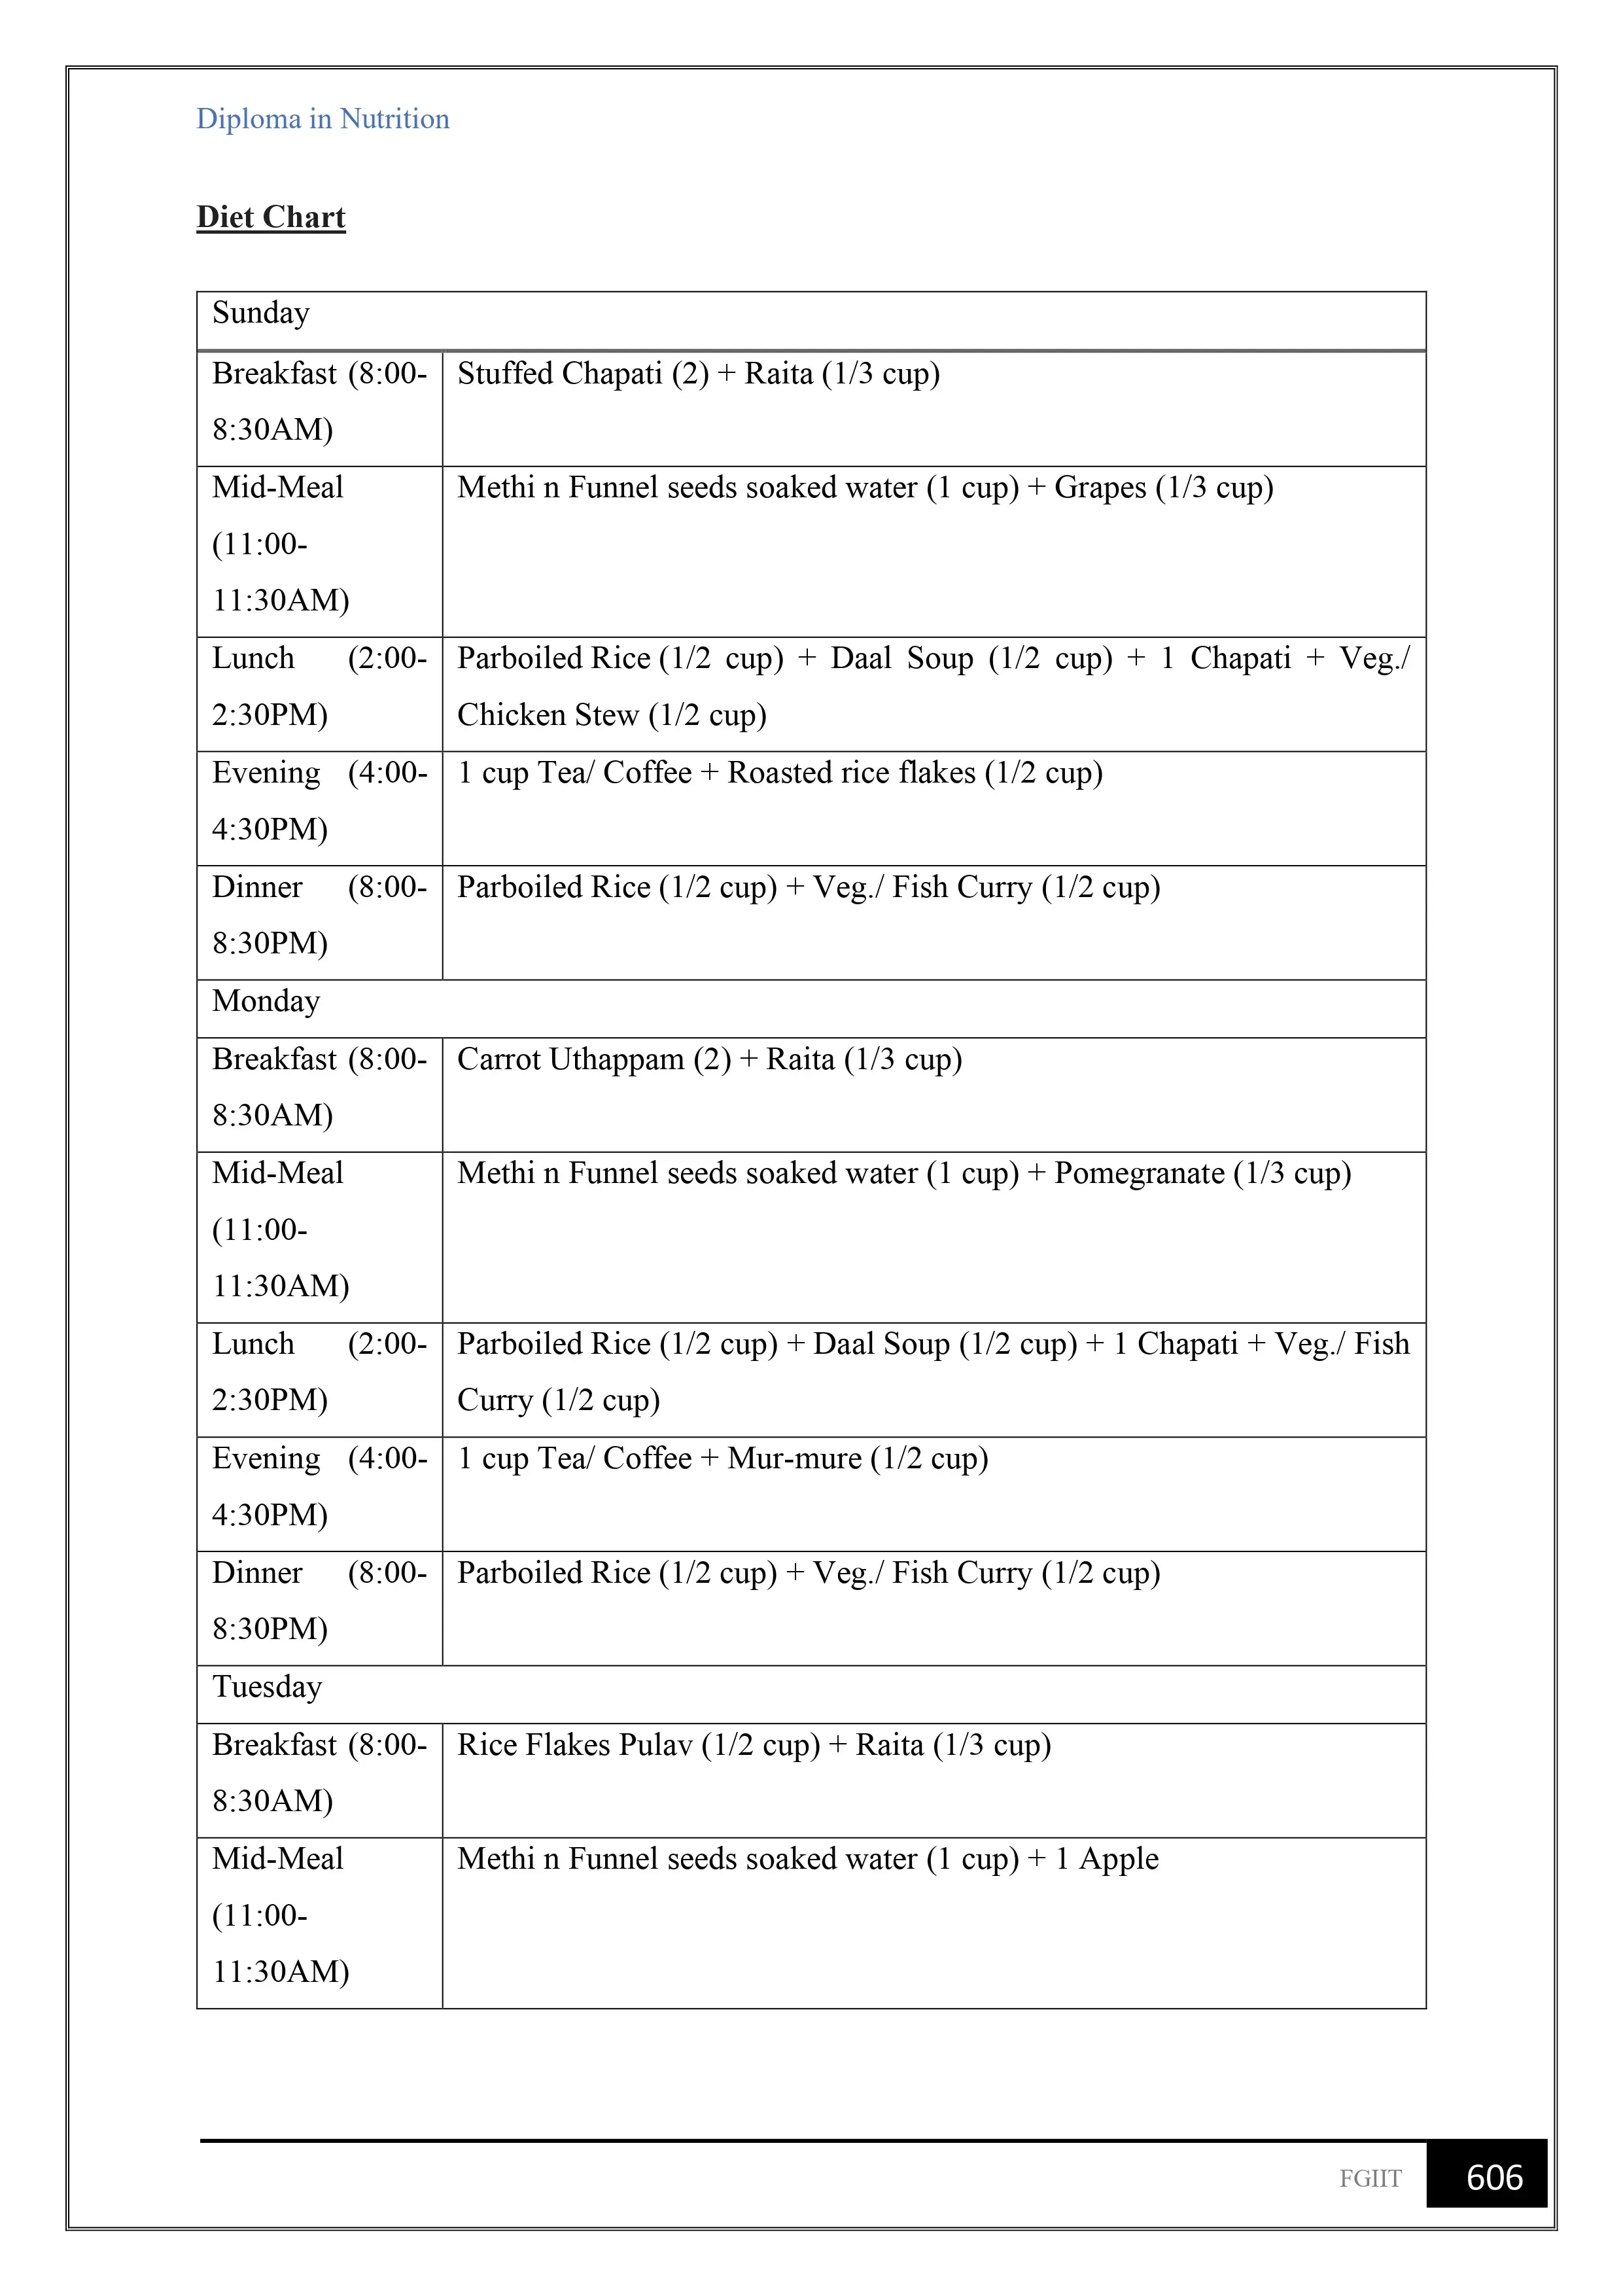 Diploma in Nutrition
Diet Chart
Sunday
Breakfast (8:00-
8:30AM)
Stuffed Chapati (2) + Raita (1/3 cup)
Mid-Meal
(11:00-
11:30AM)
Methi n Funnel seeds soaked water (1 cup) + Grapes (1/3 cup)
Lunch (2:00-
2:30PM)
Parboiled Rice (1/2 cup) + Daal Soup (1/2 cup) + 1 Chapati + Veg./
Chicken Stew (1/2 cup)
Evening (4:00-
4:30PM)
1 cup Tea/ Coffee + Roasted rice flakes (1/2 cup)
Dinner (8:00-
8:30PM)
Parboiled Rice (1/2 cup) + Veg./ Fish Curry (1/2 cup)
Monday
Breakfast (8:00-
8:30AM)
Carrot Uthappam (2) + Raita (1/3 cup)
Mid-Meal
(11:00-
11:30AM)
Methi n Funnel seeds soaked water (1 cup) + Pomegranate (1/3 cup)
Lunch (2:00-
2:30PM)
Parboiled Rice (1/2 cup) + Daal Soup (1/2 cup) + 1 Chapati + Veg./ Fish
Curry (1/2 cup)
Evening (4:00-
4:30PM)
1 cup Tea/ Coffee + Mur-mure (1/2 cup)
Dinner (8:00-
8:30PM)
Parboiled Rice (1/2 cup) + Veg./ Fish Curry (1/2 cup)
Tuesday
Breakfast (8:00-
8:30AM)
Rice Flakes Pulav (1/2 cup) + Raita (1/3 cup)
Mid-Meal
(11:00-
11:30AM)
Methi n Funnel seeds soaked water (1 cup) + 1 Apple
FGIIT 606